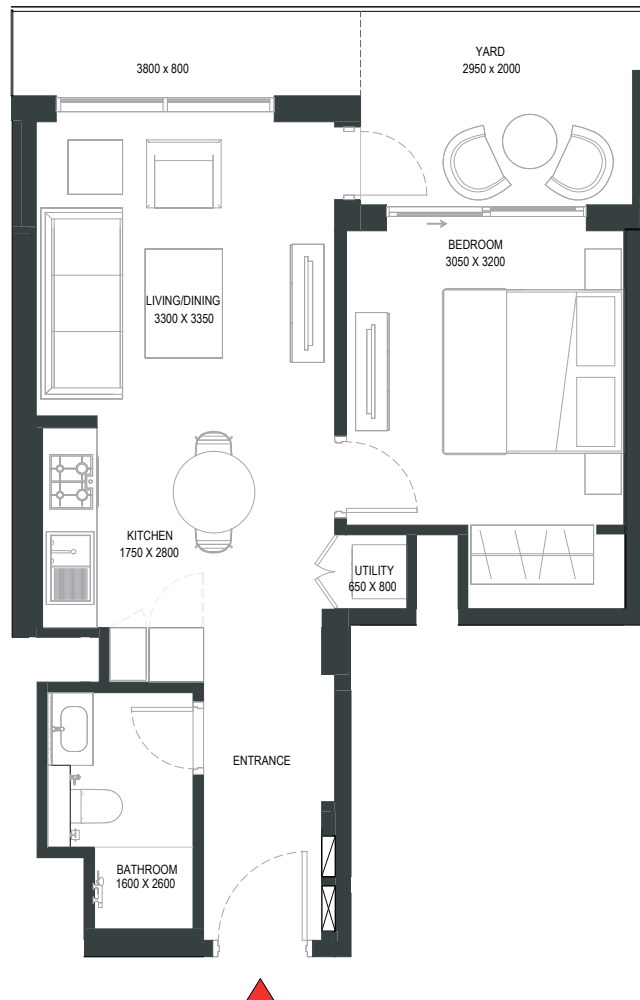 YARD
2950 x 2000
3800 x 800
BEDROOM
3050 X 3200
LIVING/DINING
3300 X 3350
KITCHEN
1750 X 2800
UTILITY
650 X 800
ENTRANCE
BATHROOM
1600 X 2600